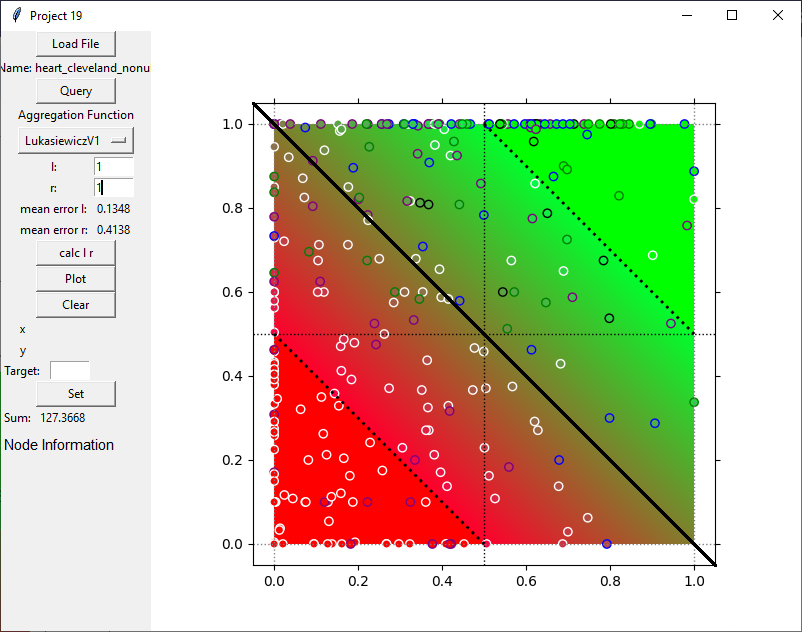 Project 19
Load File
Name: heart_cleveland_nonu
Query
Aggregation Function
LukasiewiczV1
l: 1
r: 1
mean error l: 0.1348
mean error r: 0.4138
calc l r
Plot
Clear
x
y
Target:
Set
Sum: 127.3668
Node Information
1.0
0.8
0.6
0.4
0.2
0.0
0.0 0.2 0.4 0.6 0.8 1.0